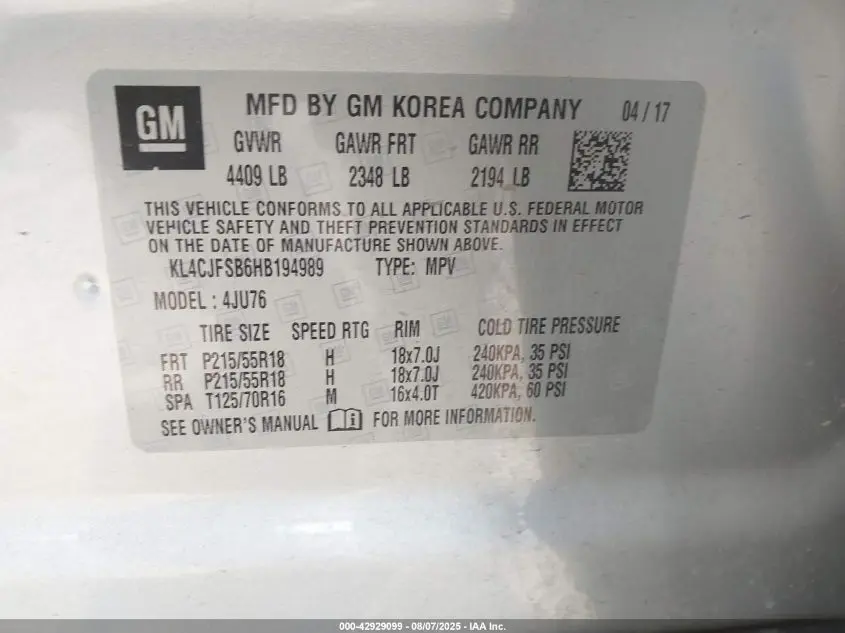 GM MFD BY GM KOREA COMPANY 04 / 17
GVWR GAWR FRT GAWR RR
4409 LB 2348 LB 2194 LB
THIS VEHICLE CONFORMS TO ALL APPLICABLE U.S. FEDERAL MOTOR
VEHICLE SAFETY AND THEFT PREVENTION STANDARDS IN EFFECT
ON THE DATE OF MANUFACTURE SHOWN ABOVE.
KL4CJFSB6HB194989 TYPE: MPV
MODEL : 4JU76
TIRE SIZE SPEED RTG RIM COLD TIRE PRESSURE
FRT P215/55R18 H 18x7.0J 240KPA, 35 PSI
RR P215/55R18 H 18x7.0J 240KPA, 35 PSI
SPA T125/70R16 M 16x4.0T 420KPA, 60 PSI
SEE OWNER'S MANUAL FOR MORE INFORMATION.
000-42929099 — 08/07/2025 — IAA Inc.